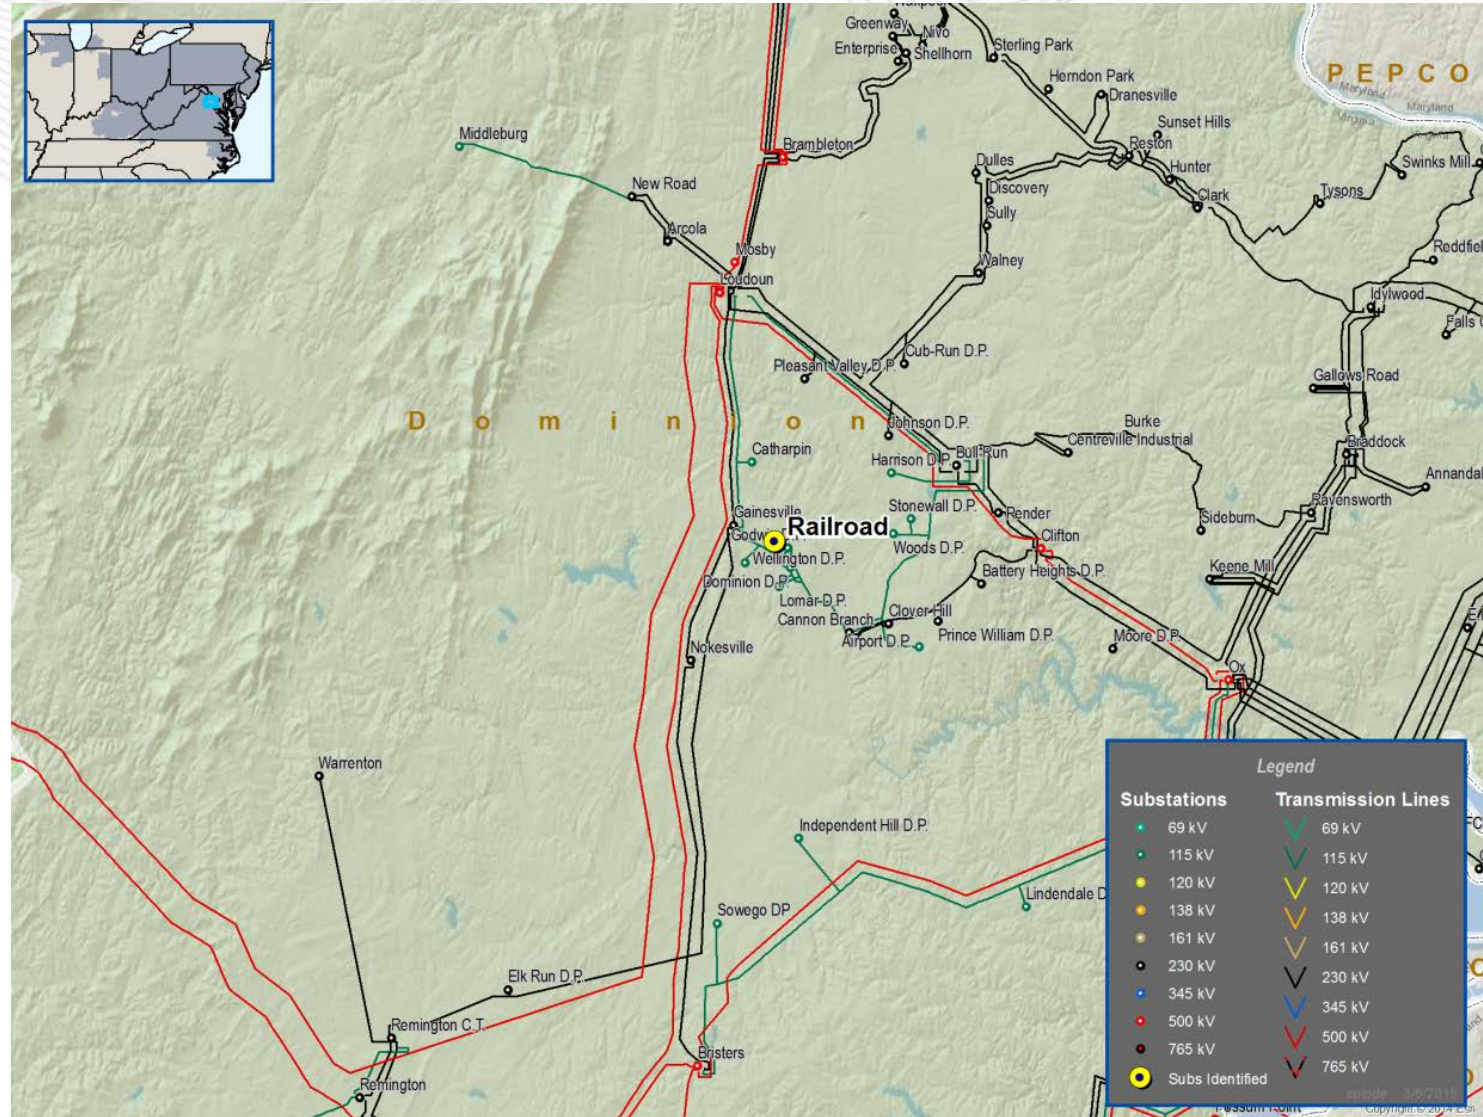 Greenway
Nivo
Enterprise
Shellhorn
Sterling Park
Herndon Park
Dranesville
PEPCO
Maryland
Maryland
Virginia
Middleburg
Brambleton
Sunset Hills
Reston
Swinks Mill
New Road
Dulles
Hunter
Discovery
Tysons
Clark
Sully
Arcola
Mosby
Walney
Loudoun
Idylwood
Cub-Run D.P.
Pleasant Valley D.P.
Gallows Road
Dominion
Johnson D.P.
Burke
Centreville Industrial
Braddock
Catharpin
Harrison D.P.
Bull Run
Ravensworth
Gainesville
Stonewall D.P.
Render
Sideburn
Railroad
Clifton
Woods D.P.
Wellington D.P.
Battery Heights D.P.
Keene Mill
Dominion D.P.
Lomar D.P.
Cannon Branch
Clover Hill
Airport D.P.
Prince William D.P.
Moore D.P.
Nokesville
Ox
Warrenton
Independent Hill D.P.
Sowego DP
Lindendale D
Elk Run D.P.
Remington C.T.
Bristers
Remington
Legend
Substations
Transmission Lines
69 kV
69 kV
115 kV
115 kV
120 kV
120 kV
138 kV
138 kV
161 kV
161 kV
230 kV
230 kV
345 kV
345 kV
500 kV
500 kV
765 kV
765 kV
Subs Identified